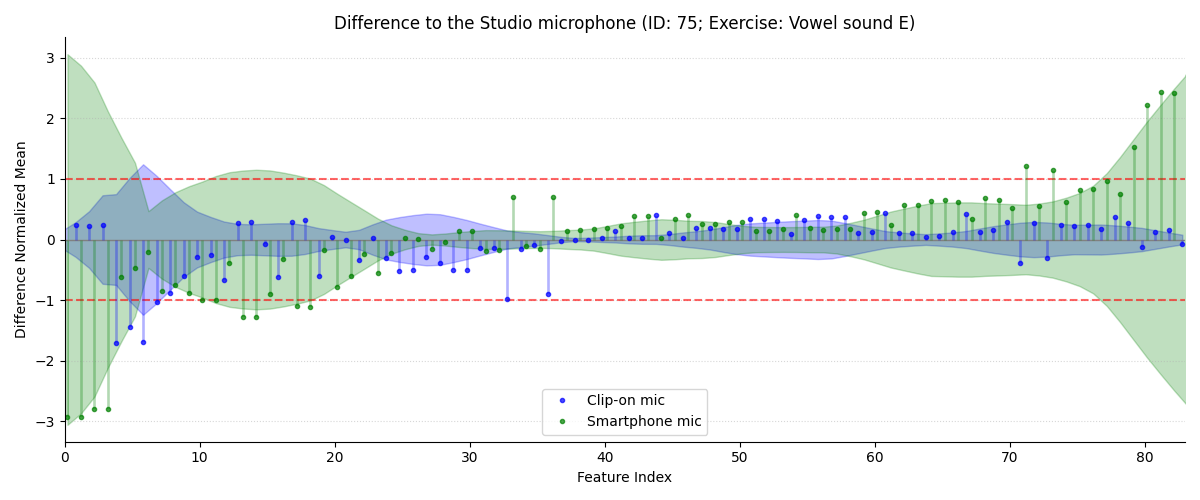 Difference to the Studio microphone (ID: 75; Exercise: Vowel sound E)
Difference Normalized Mean
3
2
1
0
−1
−2
−3
Clip-on mic
Smartphone mic
0 10 20 30 40 50 60 70 80
Feature Index